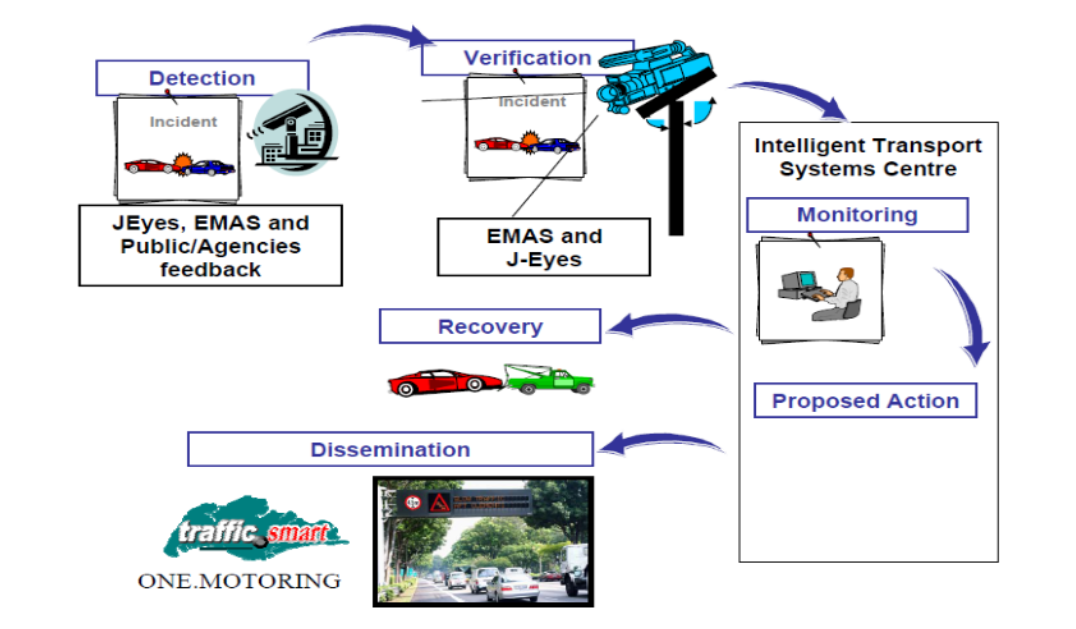 Detection
Incident
JEyes, EMAS and
Public/Agencies
feedback
Verification
Incident
EMAS and
J-Eyes
Intelligent Transport
Systems Centre
Monitoring
Proposed Action
Recovery
Dissemination
traffic.smart
ONE.MOTORING